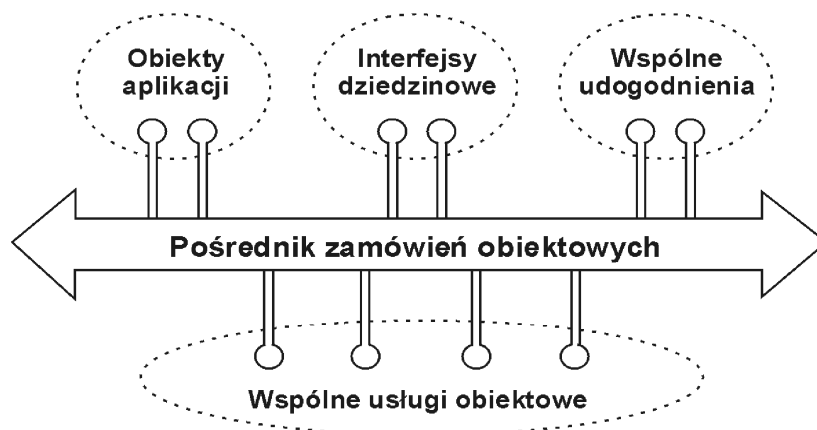 Obiekty
aplikacji
Interfejsy
dziedzinowe
Wspólne
udogodnienia
Pośrednik zamówień obiektowych
Wspólne usługi obiektowe